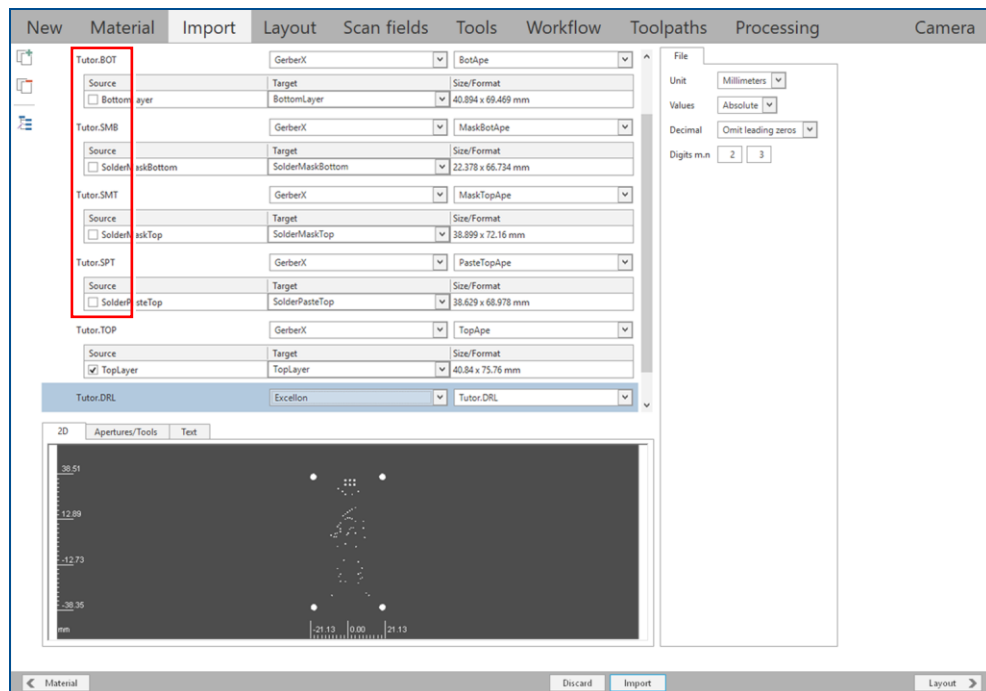 New Material Import Layout Scan fields Tools Workflow Toolpaths Processing Camera
Tutor.BOT GerberX BotApe File
Source Target Size/Format Unit Millimeters
BottomLayer BottomLayer 40.894 x 69.469 mm Values Absolute
Tutor.SMB GerberX MaskBotApe Decimal Omit leading zeros
Source Target Size/Format Digits m.n 2 3
SolderMaskBottom SolderMaskBottom 22.378 x 66.734 mm
Tutor.SMT GerberX MaskTopApe
Source Target Size/Format
SolderMaskTop SolderMaskTop 38.899 x 72.16 mm
Tutor.SPT GerberX PasteTopApe
Source Target Size/Format
SolderPasteTop SolderPasteTop 38.629 x 68.978 mm
Tutor.TOP GerberX TopApe
Source Target Size/Format
TopLayer TopLayer 40.84 x 75.76 mm
Tutor.DRL Excellon Tutor.DRL
2D Apertures/Tools Text
38.51
12.89
-12.73
-38.35
mm -21.13 0.00 21.13
Material Discard Import Layout